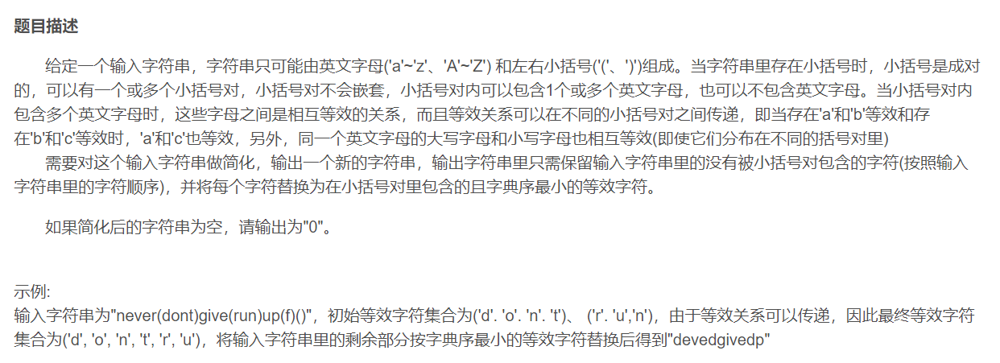 题目描述
给定一个输入字符串，字符串只可能由英文字母('a'~'z'、'A'~'Z') 和左右小括号('('、')')组成。当字符串里存在小括号时，小括号是成对
的，可以有一个或多个小括号对，小括号对不会嵌套，小括号对内可以包含1个或多个英文字母，也可以不包含英文字母。当小括号对内
包含多个英文字母时，这些字母之间是相互等效的关系，而且等效关系可以在不同的小括号对之间传递，即当存在'a'和'b'等效和存
在'b'和'c'等效时，'a'和'c'也等效，另外，同一个英文字母的大写字母和小写字母也相互等效(即使它们分布在不同的括号对里)
需要对这个输入字符串做简化，输出一个新的字符串，输出字符串里只需保留输入字符串里的没有被小括号对包含的字符(按照输入
字符串里的字符顺序)，并将每个字符替换为在小括号对里包含的且字典序最小的等效字符。
如果简化后的字符串为空，请输出为"0"。
示例:
输入字符串为"never(dont)give(run)up(f)()"，初始等效字符集合为('d'. 'o'. 'n'. 't')、 ('r'. 'u','n')，由于等效关系可以传递，因此最终等效字符
集合为('d', 'o', 'n', 't', 'r', 'u')，将输入字符串里的剩余部分按字典序最小的等效字符替换后得到"devedgivedp"